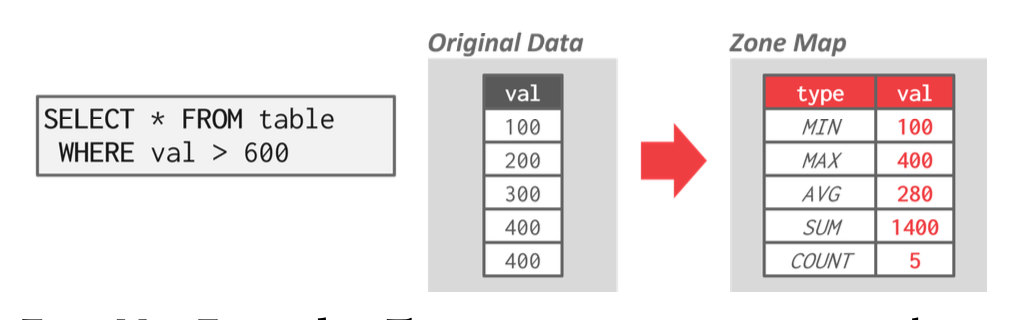 Original Data
Zone Map
SELECT * FROM table
WHERE val > 600
val
100
200
300
400
400
type val
MIN 100
MAX 400
AVG 280
SUM 1400
COUNT 5